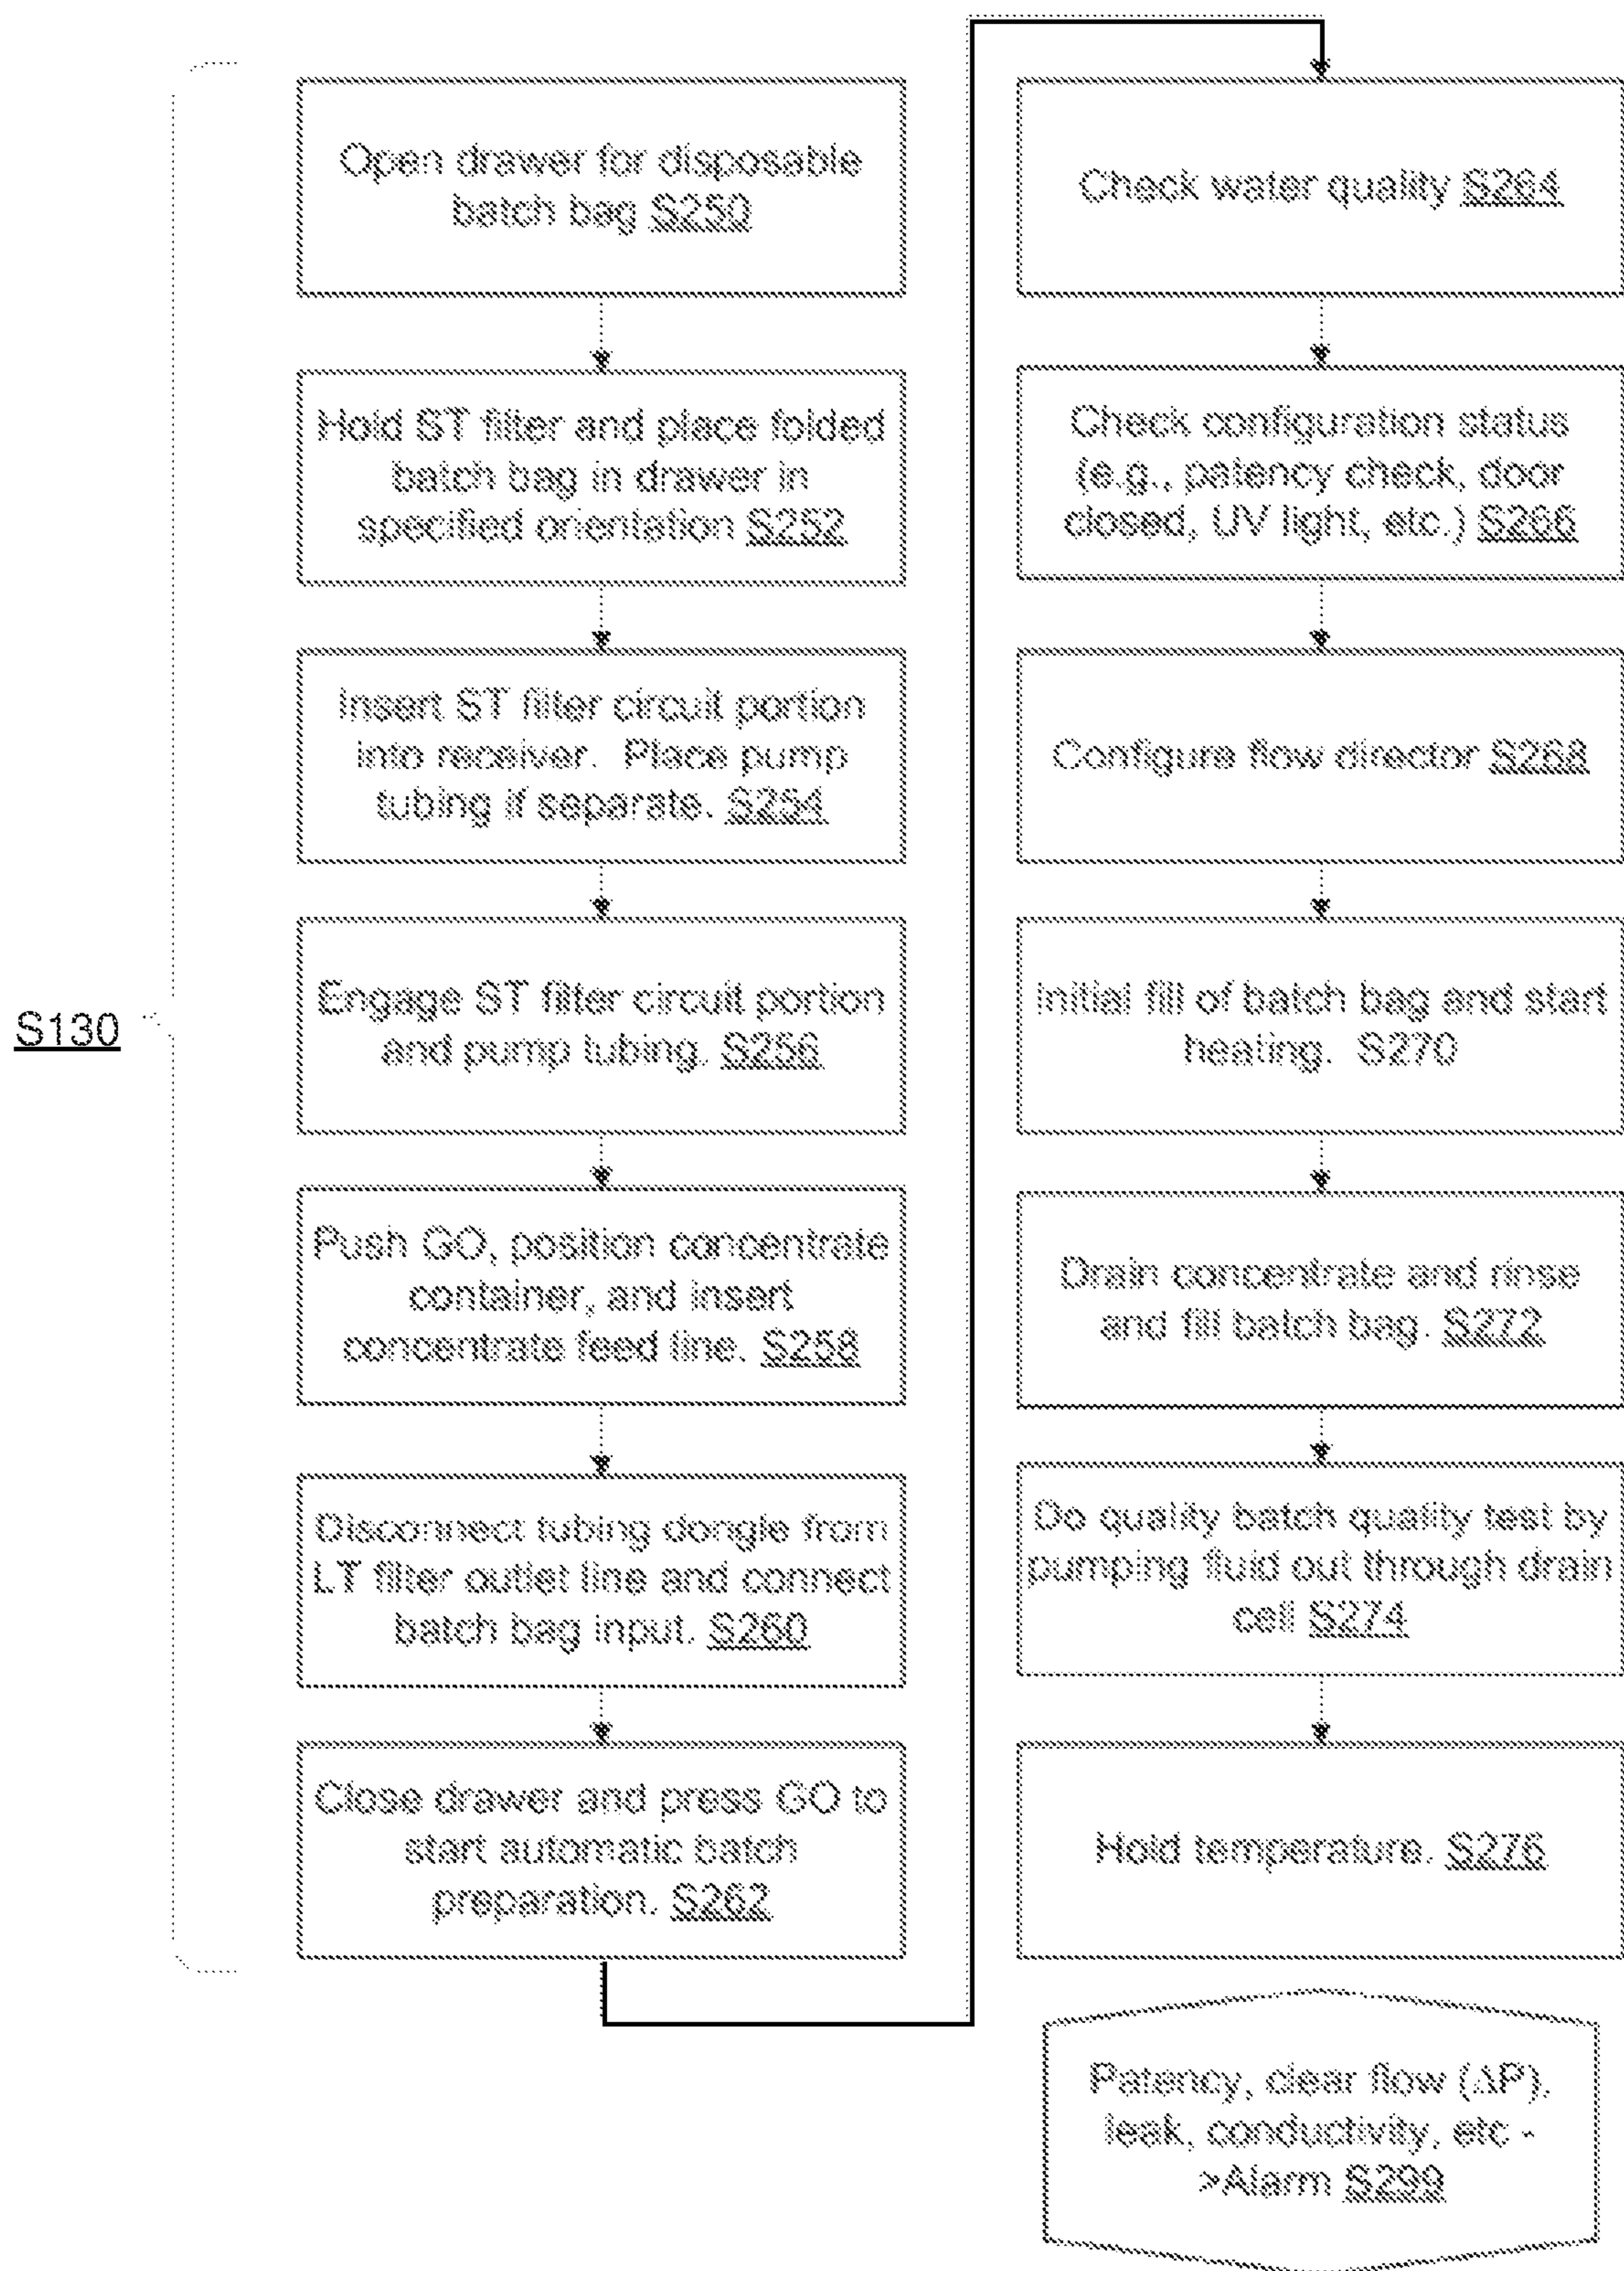 Open drawer for disposable
batch bag S250
Hold ST filter and place folded
batch bag in drawer in
specified orientation S252
Insert ST filter circuit portion
into receiver. Place pump
tubing if separate. S254
Engage ST filter circuit portion
and pump tubing. S256
Push GO, position concentrate
container, and insert
concentrate feed line. S258
Disconnect tubing dongle from
LT filter outlet line and connect
batch bag input. S260
Close drawer and press GO to
start automatic batch
preparation. S262
S130
Check water quality S264
Check configuration status
(e.g., patency check, door
closed, UV light, etc.) S266
Configure flow director S268
Initial fill of batch bag and start
heating. S270
Drain concentrate and rinse
and fill batch bag. S272
Do quality batch quality test by
pumping fluid out through drain
cell S274
Hold temperature. S276
Patency, clear flow (ΔP),
leak, conductivity, etc -
>Alarm S299